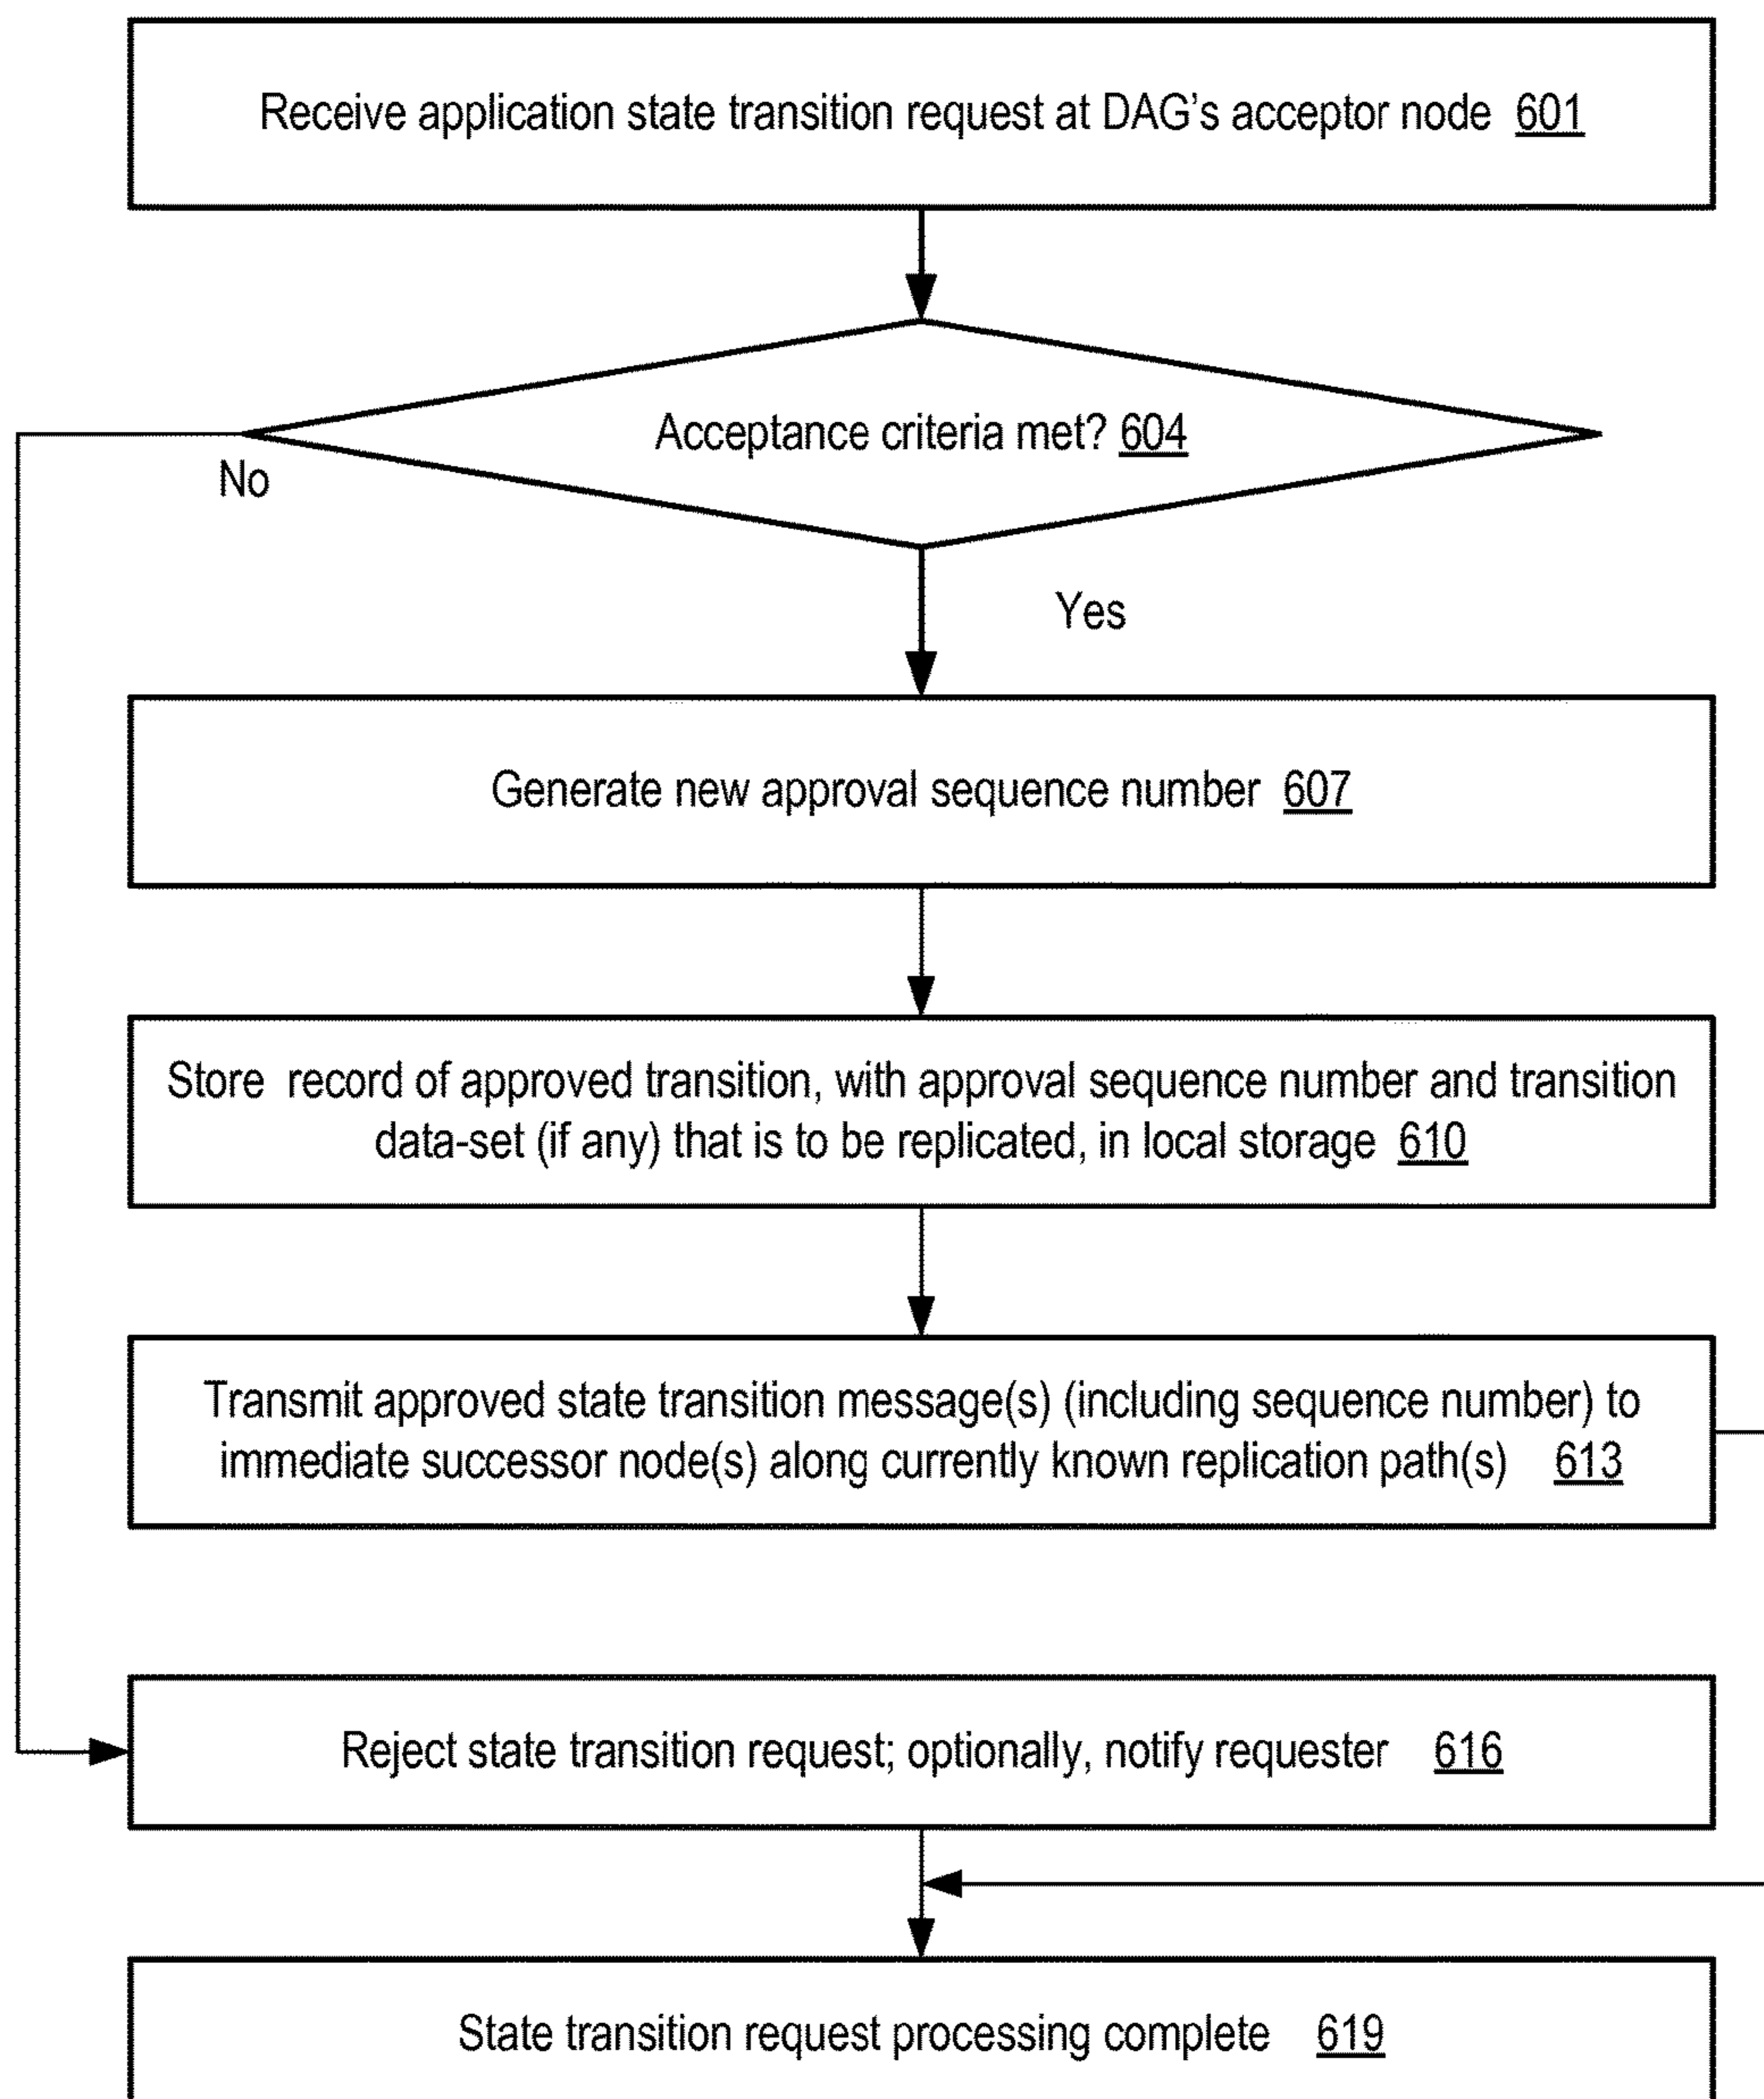 Receive application state transition request at DAG's acceptor node 601
Acceptance criteria met? 604
No
Yes
Generate new approval sequence number 607
Store record of approved transition, with approval sequence number and transition
data-set (if any) that is to be replicated, in local storage 610
Transmit approved state transition message(s) (including sequence number) to
immediate successor node(s) along currently known replication path(s) 613
Reject state transition request; optionally, notify requester 616
State transition request processing complete 619